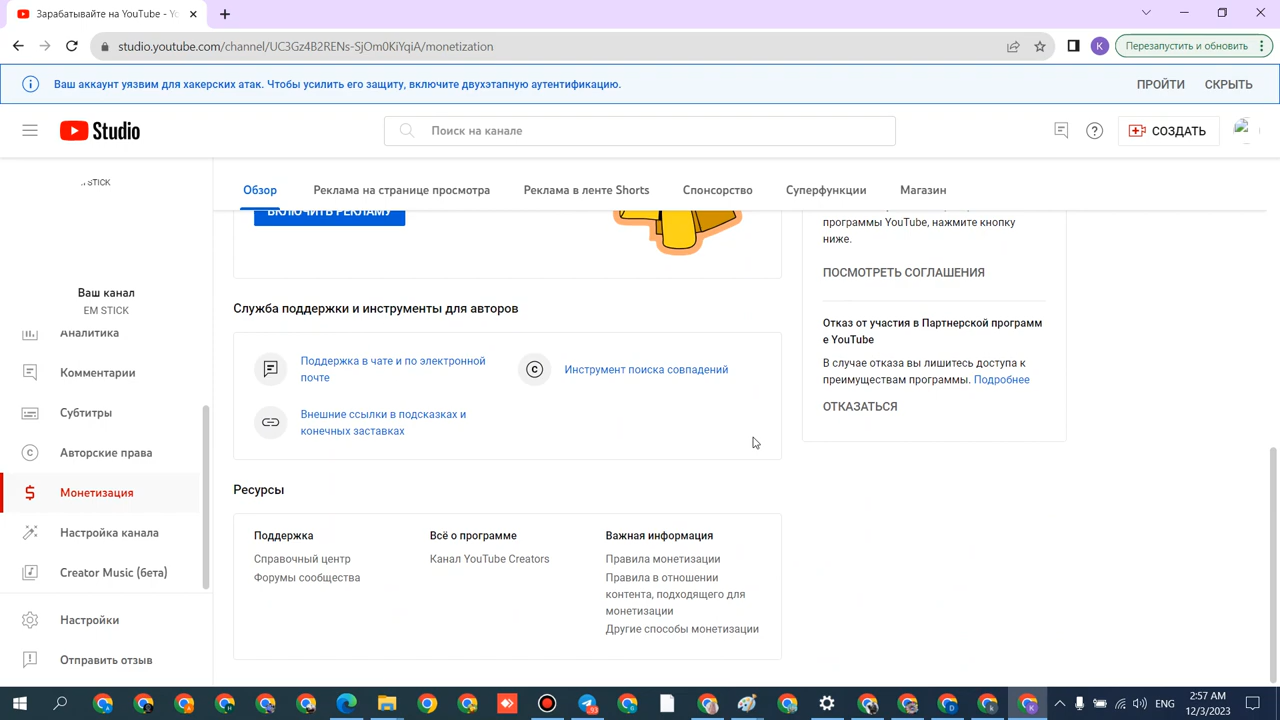 Зарабатывайте на YouTube - Yo
studio.youtube.com/channel/UC3Gz4B2RENs-SjOm0KiYqiA/monetization
K
Перезапустить и обновить
Ваш аккаунт уязвим для хакерских атак. Чтобы усилить его защиту, включите двухэтапную аутентификацию.
ПРОЙТИ
СКРЫТЬ
Studio
Поиск на канале
СОЗДАТЬ
STICK
Обзор
Реклама на странице просмотра
Реклама в ленте Shorts
Спонсорство
Суперфункции
Магазин
ВКЛЮЧИТЬ РЕКЛАМУ
программы YouTube, нажмите кнопку
ниже.
ПОСМОТРЕТЬ СОГЛАШЕНИЯ
Ваш канал
EM STICK
Аналитика
Комментарии
Субтитры
Авторские права
Монетизация
Настройка канала
Creator Music (бета)
Настройки
Отправить отзыв
Служба поддержки и инструменты для авторов
Поддержка в чате и по электронной
почте
Инструмент поиска совпадений
Внешние ссылки в подсказках и
конечных заставках
Отказ от участия в Партнерской программ
е YouTube
В случае отказа вы лишитесь доступа к
преимуществам программы. Подробнее
ОТКАЗАТЬСЯ
Ресурсы
Поддержка
Справочный центр
Форумы сообщества
Всё о программе
Канал YouTube Creators
Важная информация
Правила монетизации
Правила в отношении
контента, подходящего для
монетизации
Другие способы монетизации
ENG
2:57 AM
12/3/2023